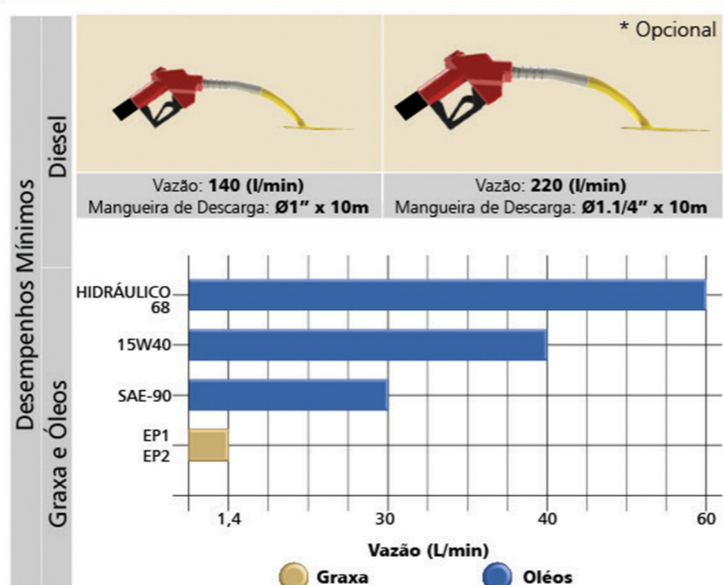 Desempenhos Mínimos
Diesel
* Opcional
Vazão: 140 (l/min)
Mangueira de Descarga: Ø1” x 10m
Vazão: 220 (l/min)
Mangueira de Descarga: Ø1.1/4” x 10m
Graxa e Óleos
HIDRÁULICO
68
15W40
SAE-90
EP1
EP2
1,4 30 40 60
Vazão (L/min)
Graxa Oléos